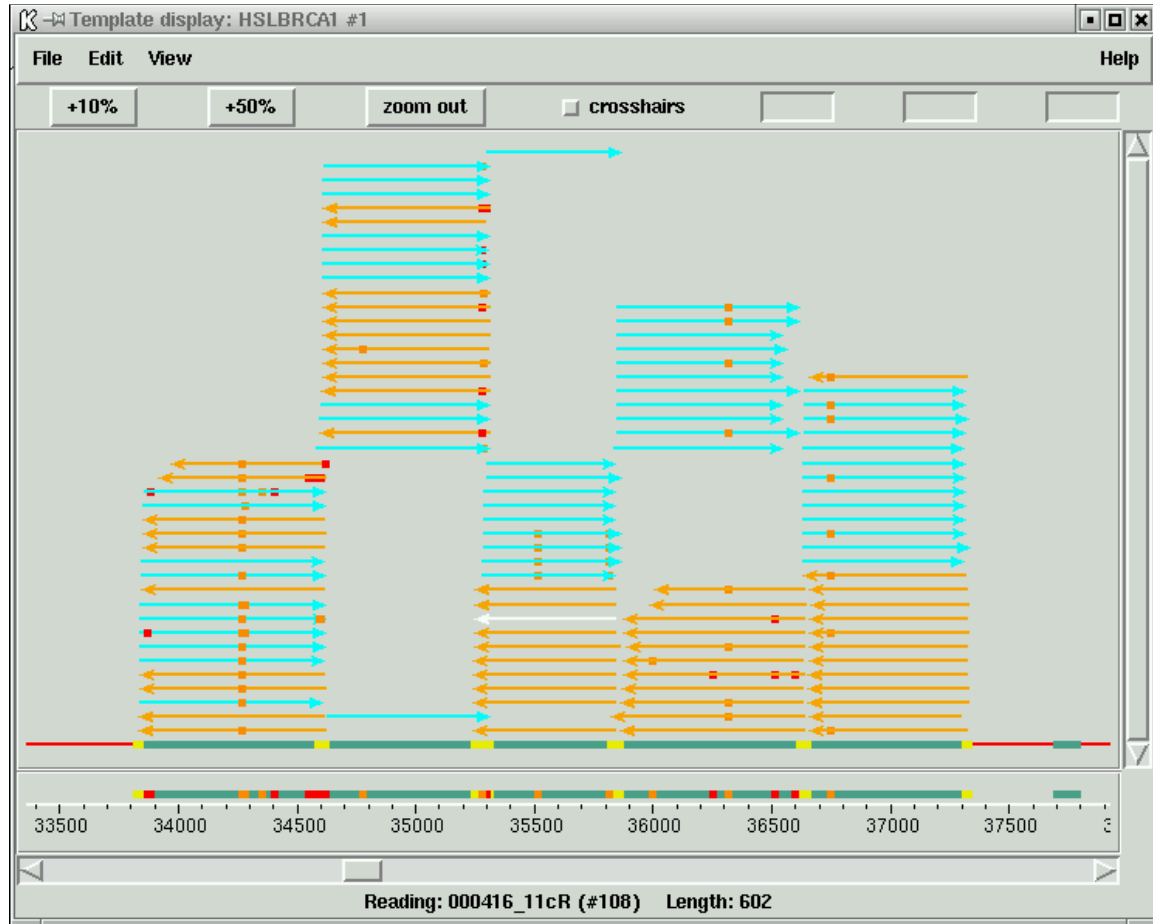 Template display: HSLBRCA1 #1
File Edit View Help
+10% +50% zoom out crosshairs
33500 34000 34500 35000 35500 36000 36500 37000 37500
Reading: 000416_11cR (#108) Length: 602